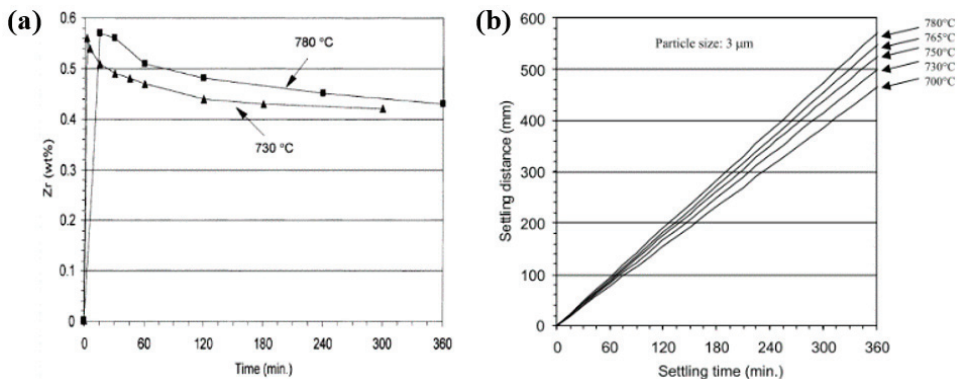 (a)
0.6
0.5
0.4
0.3
0.2
0.1
0
Zr (wt%)
780 °C
730 °C
0 60 120 180 240 300 360
Time (min.)
(b)
600
500
400
300
200
100
0
Settling distance (mm)
Particle size: 3 μm
780°C
765°C
750°C
730°C
700°C
0 60 120 180 240 300 360
Settling time (min.)